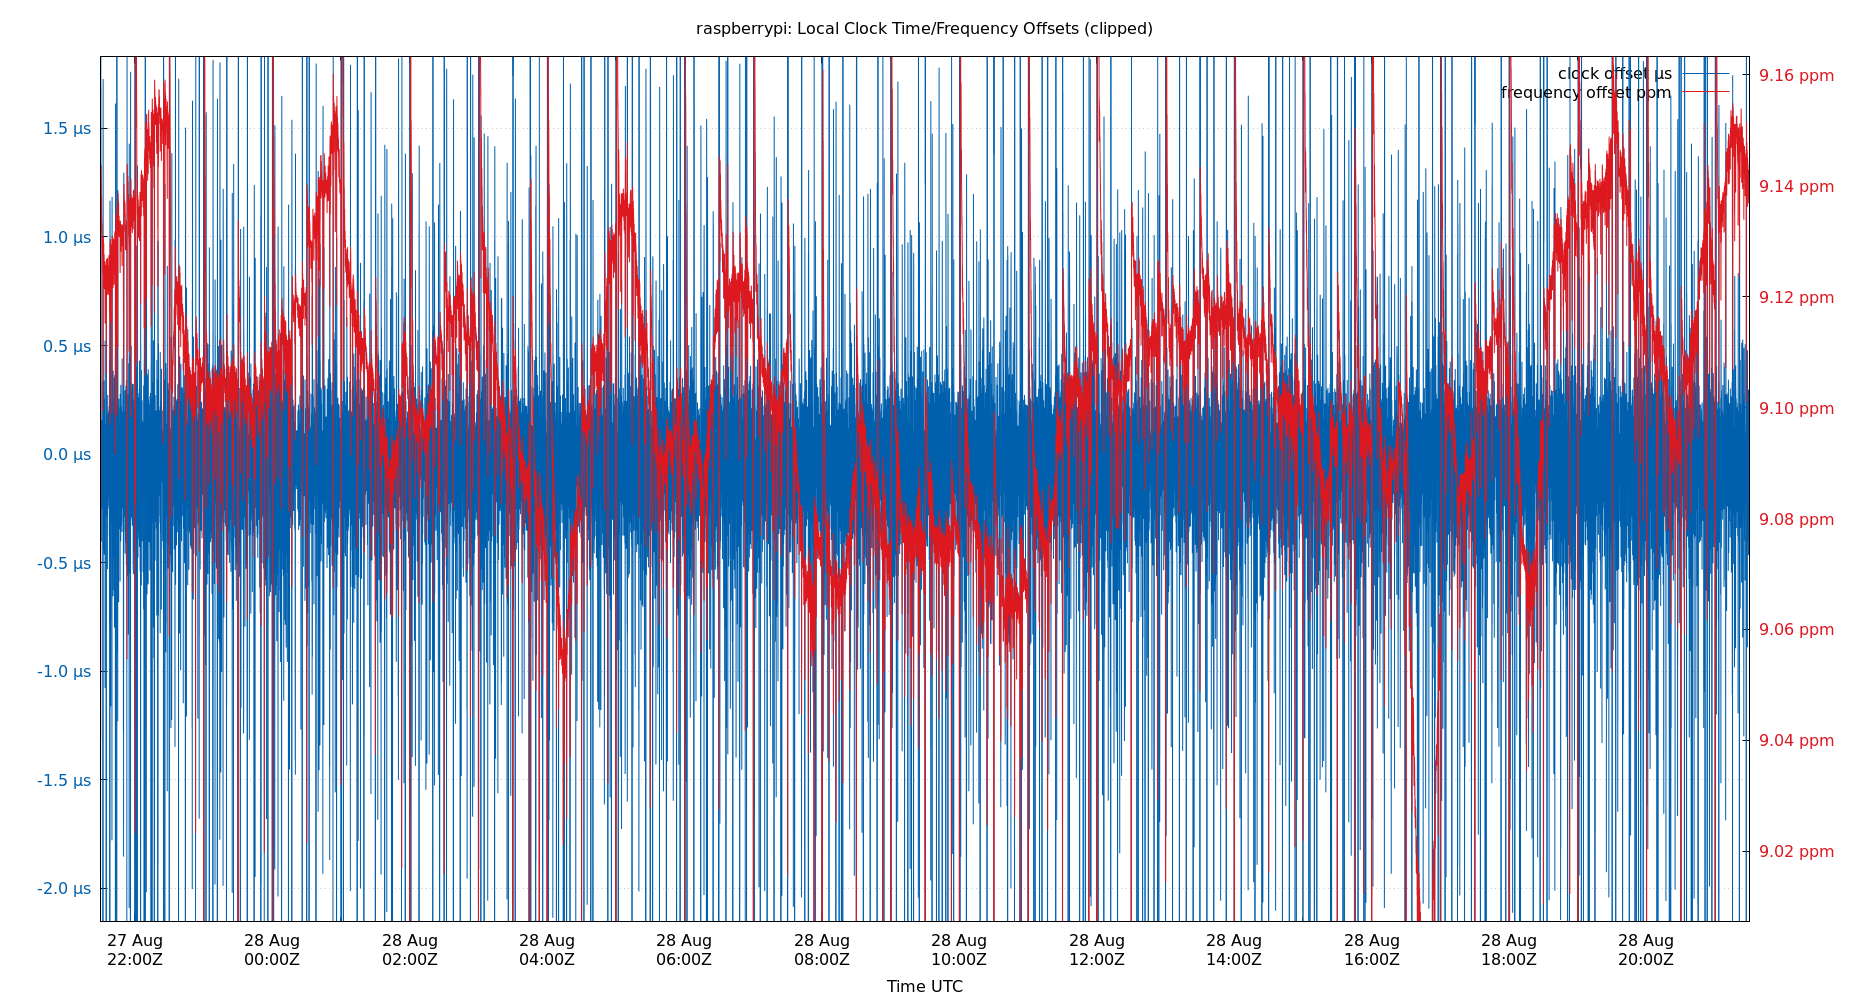 raspberrypi: Local Clock Time/Frequency Offsets (clipped)
clock offset µs
frequency offset ppm
1.5 µs
1.0 µs
0.5 µs
0.0 µs
-0.5 µs
-1.0 µs
-1.5 µs
-2.0 µs
9.16 ppm
9.14 ppm
9.12 ppm
9.10 ppm
9.08 ppm
9.06 ppm
9.04 ppm
9.02 ppm
27 Aug
22:00Z
28 Aug
00:00Z
28 Aug
02:00Z
28 Aug
04:00Z
28 Aug
06:00Z
28 Aug
08:00Z
28 Aug
10:00Z
28 Aug
12:00Z
28 Aug
14:00Z
28 Aug
16:00Z
28 Aug
18:00Z
28 Aug
20:00Z
Time UTC